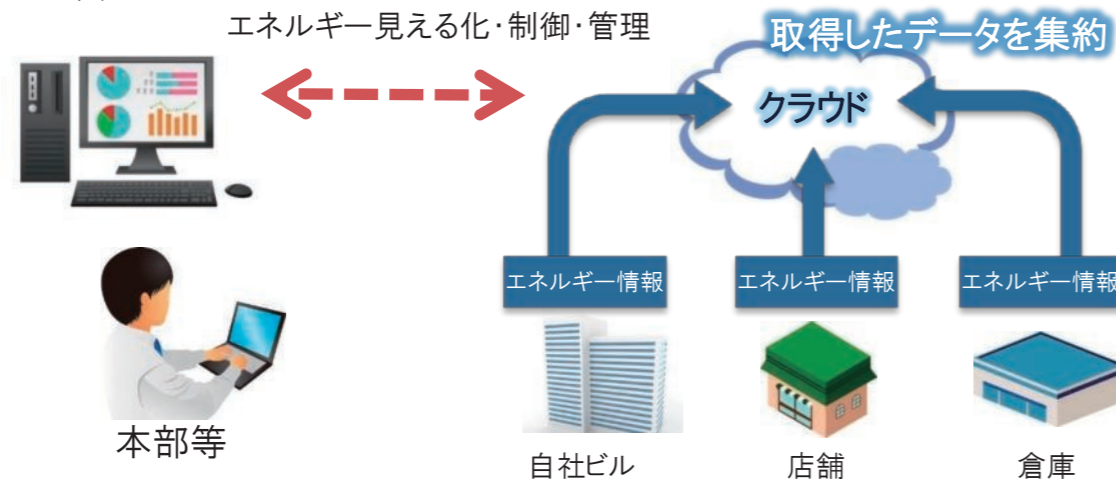 エネルギー見える化・制御・管理
取得したデータを集約
クラウド
エネルギー情報
エネルギー情報
エネルギー情報
本部等
自社ビル
店舗
倉庫